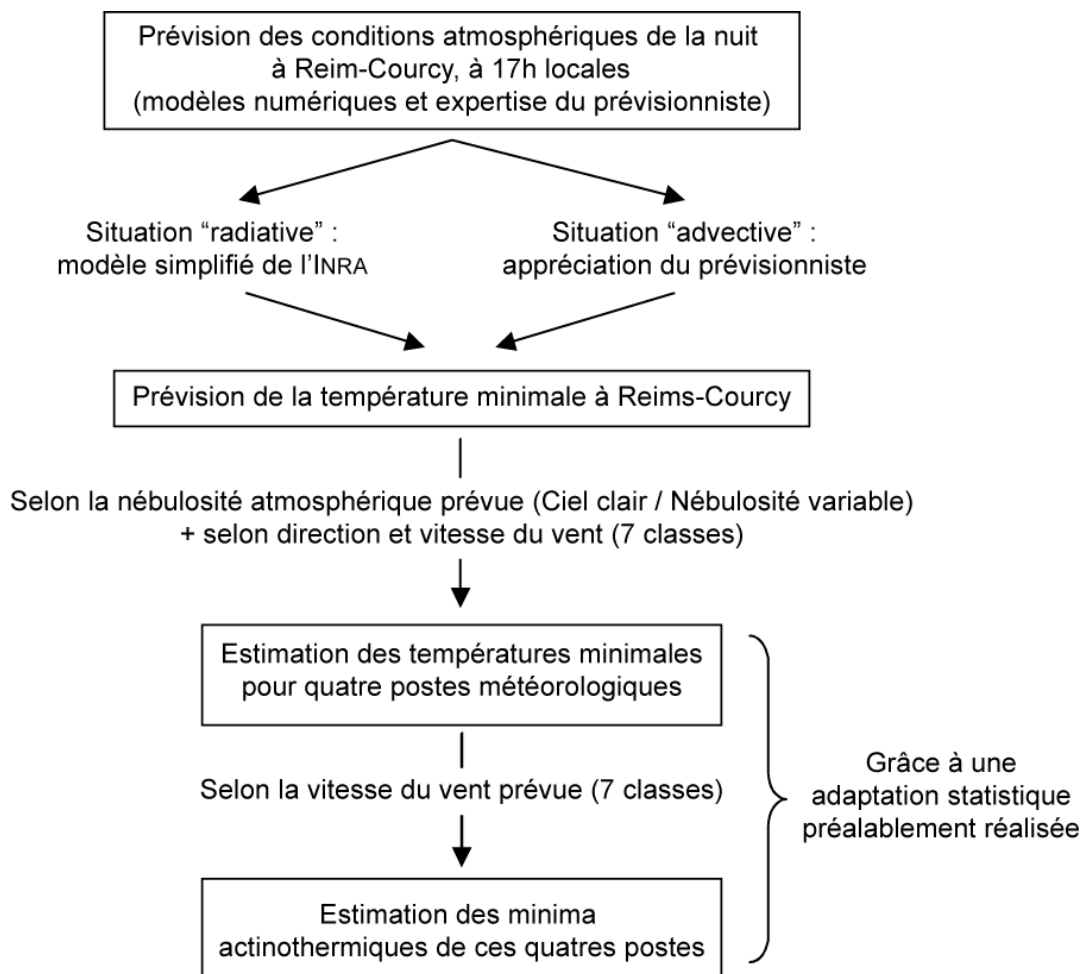 Prévision des conditions atmosphériques de la nuit
à Reim-Courcy, à 17h locales
(modèles numériques et expertise du prévisionniste)
Situation “radiative” :
modèle simplifié de l’INRA
Situation “advective” :
appréciation du prévisionniste
Prévision de la température minimale à Reims-Courcy
Selon la nébulosité atmosphérique prévue (Ciel clair / Nébulosité variable)
+ selon direction et vitesse du vent (7 classes)
Estimation des températures minimales
pour quatre postes météorologiques
Selon la vitesse du vent prévue (7 classes)
Grâce à une
adaptation statistique
préalablement réalisée
Estimation des minima
actinothermiques de ces quatres postes